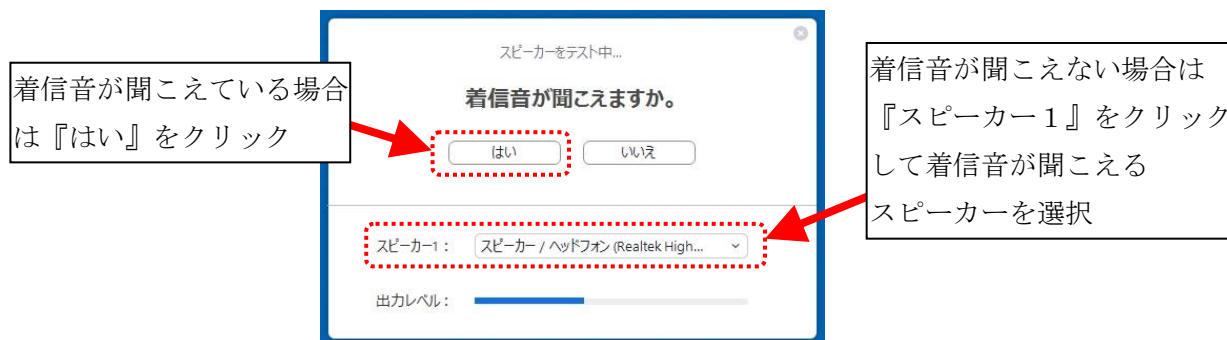 着信音が聞こえている場合
は『はい』をクリック
スピーカーをテスト中...
着信音が聞こえますか。
はい
いいえ
スピーカー1：
スピーカー / ヘッドフォン (Realtek High...
出力レベル：
着信音が聞こえない場合は
『スピーカー１』をクリック
して着信音が聞こえる
スピーカーを選択